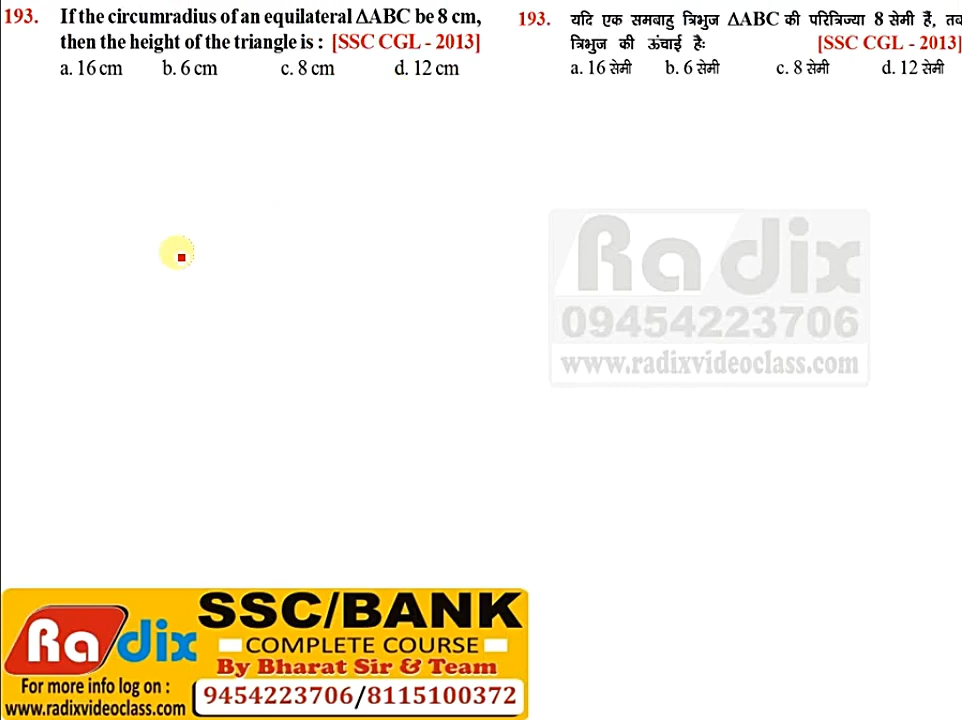 193. If the circumradius of an equilateral ΔABC be 8 cm,
then the height of the triangle is : [SSC CGL - 2013]
a. 16 cm b. 6 cm c. 8 cm d. 12 cm
193. यदि एक समबाहु त्रिभुज ΔABC की परित्रिज्या 8 सेमी हैं, तब
त्रिभुज की ऊंचाई हैः [SSC CGL - 2013]
a. 16 सेमी b. 6 सेमी c. 8 सेमी d. 12 सेमी
Radix
09454223706
www.radixvideoclass.com
Radix
SSC/BANK
COMPLETE COURSE
By Bharat Sir & Team
For more info log on :
www.radixvideoclass.com
9454223706/8115100372